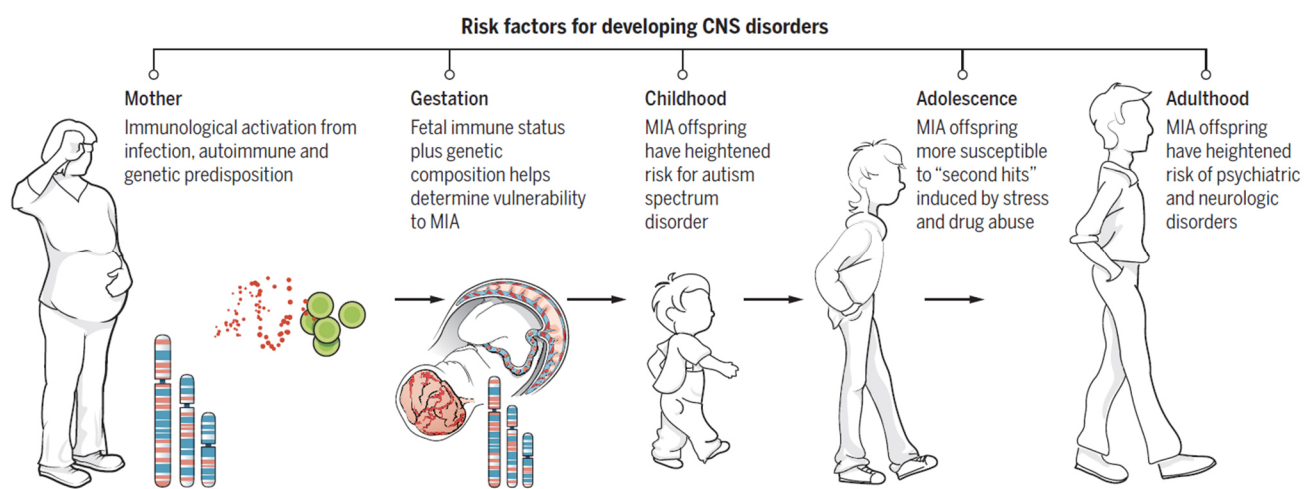 Risk factors for developing CNS disorders
Mother
Immunological activation from
infection, autoimmune and
genetic predisposition
Gestation
Fetal immune status
plus genetic
composition helps
determine vulnerability
to MIA
Childhood
MIA offspring
have heightened
risk for autism
spectrum
disorder
Adolescence
MIA offspring
more susceptible
to “second hits”
induced by stress
and drug abuse
Adulthood
MIA offspring
have heightened
risk of psychiatric
and neurologic
disorders